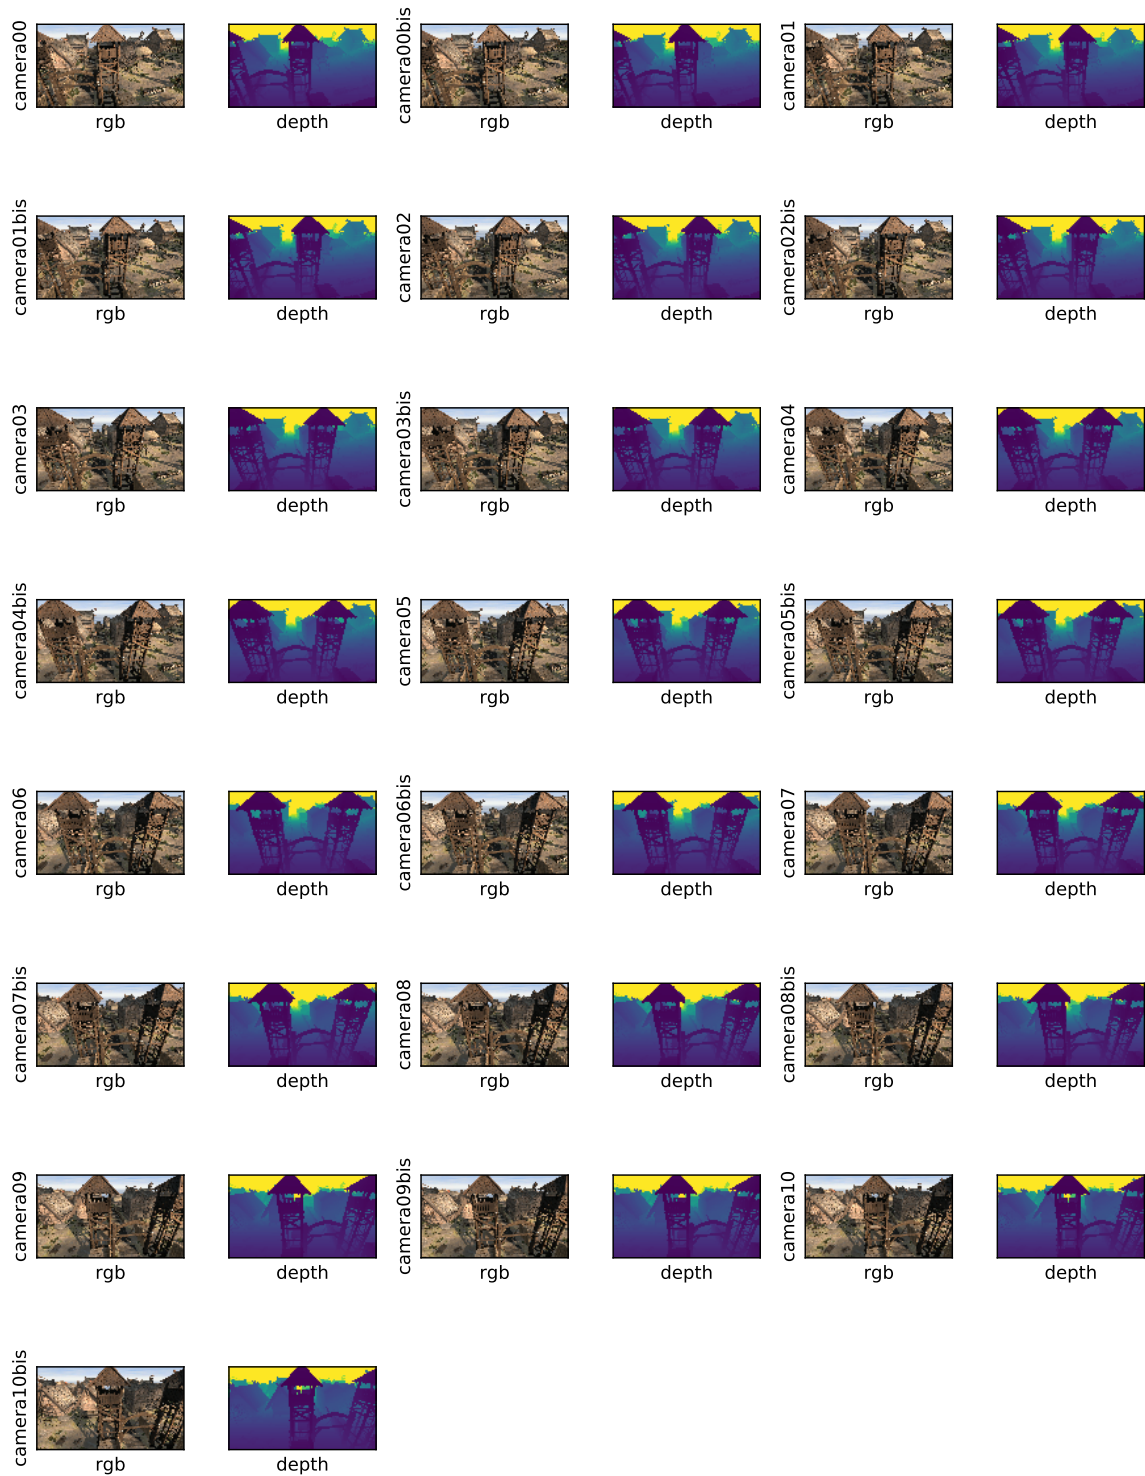 camera00
rgb
depth
camera00bis
rgb
depth
camera01
rgb
depth
camera01bis
rgb
depth
camera02
rgb
depth
camera02bis
rgb
depth
camera03
rgb
depth
camera03bis
rgb
depth
camera04
rgb
depth
camera04bis
rgb
depth
camera05
rgb
depth
camera05bis
rgb
depth
camera06
rgb
depth
camera06bis
rgb
depth
camera07
rgb
depth
camera07bis
rgb
depth
camera08
rgb
depth
camera08bis
rgb
depth
camera09
rgb
depth
camera09bis
rgb
depth
camera10
rgb
depth
camera10bis
rgb
depth